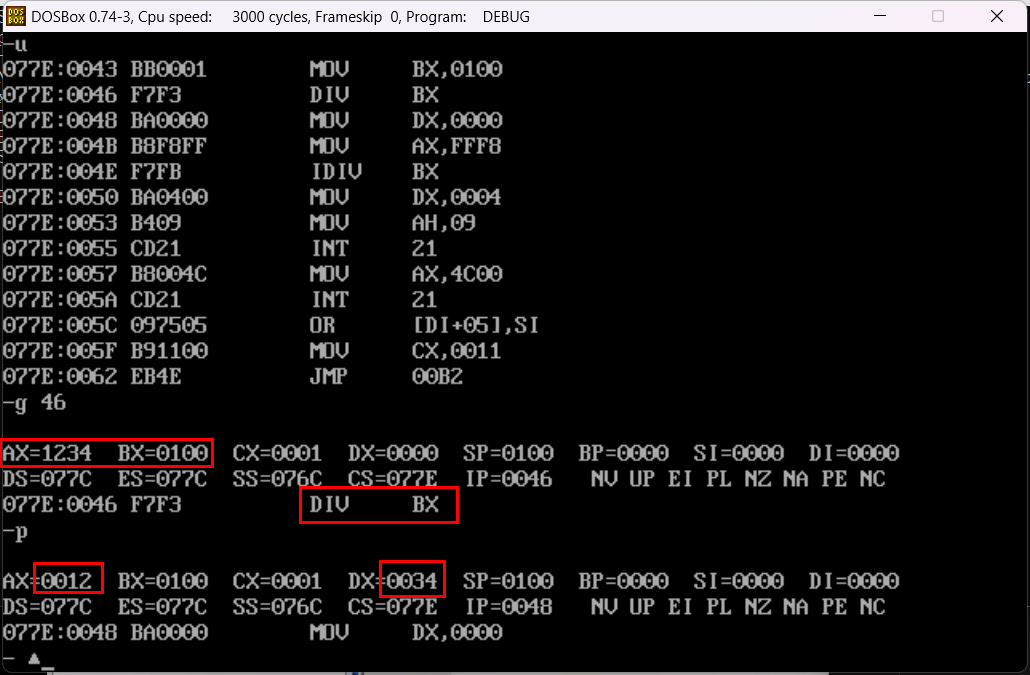 DOSBox 0.74-3, Cpu speed: 3000 cycles, Frameskip 0, Program: DEBUG
-u
077E:0043 BB0001 MOV BX,0100
077E:0046 F7F3 DIV BX
077E:0048 BA0000 MOV DX,0000
077E:004B B8F8FF MOV AX,FFF8
077E:004E F7FB IDIV BX
077E:0050 BA0400 MOV DX,0004
077E:0053 B409 MOV AH,09
077E:0055 CD21 INT 21
077E:0057 B8004C MOV AX,4C00
077E:005A CD21 INT 21
077E:005C 097505 OR [DI+05],SI
077E:005F B91100 MOV CX,0011
077E:0062 EB4E JMP 00B2
-g 46
AX=1234 BX=0100 CX=0001 DX=0000 SP=0100 BP=0000 SI=0000 DI=0000
DS=077C ES=077C SS=076C CS=077E IP=0046 NV UP EI PL NZ NA PE NC
077E:0046 F7F3 DIV BX
-p
AX=0012 BX=0100 CX=0001 DX=0034 SP=0100 BP=0000 SI=0000 DI=0000
DS=077C ES=077C SS=076C CS=077E IP=0048 NV UP EI PL NZ NA PE NC
077E:0048 BA0000 MOV DX,0000
- ▲_